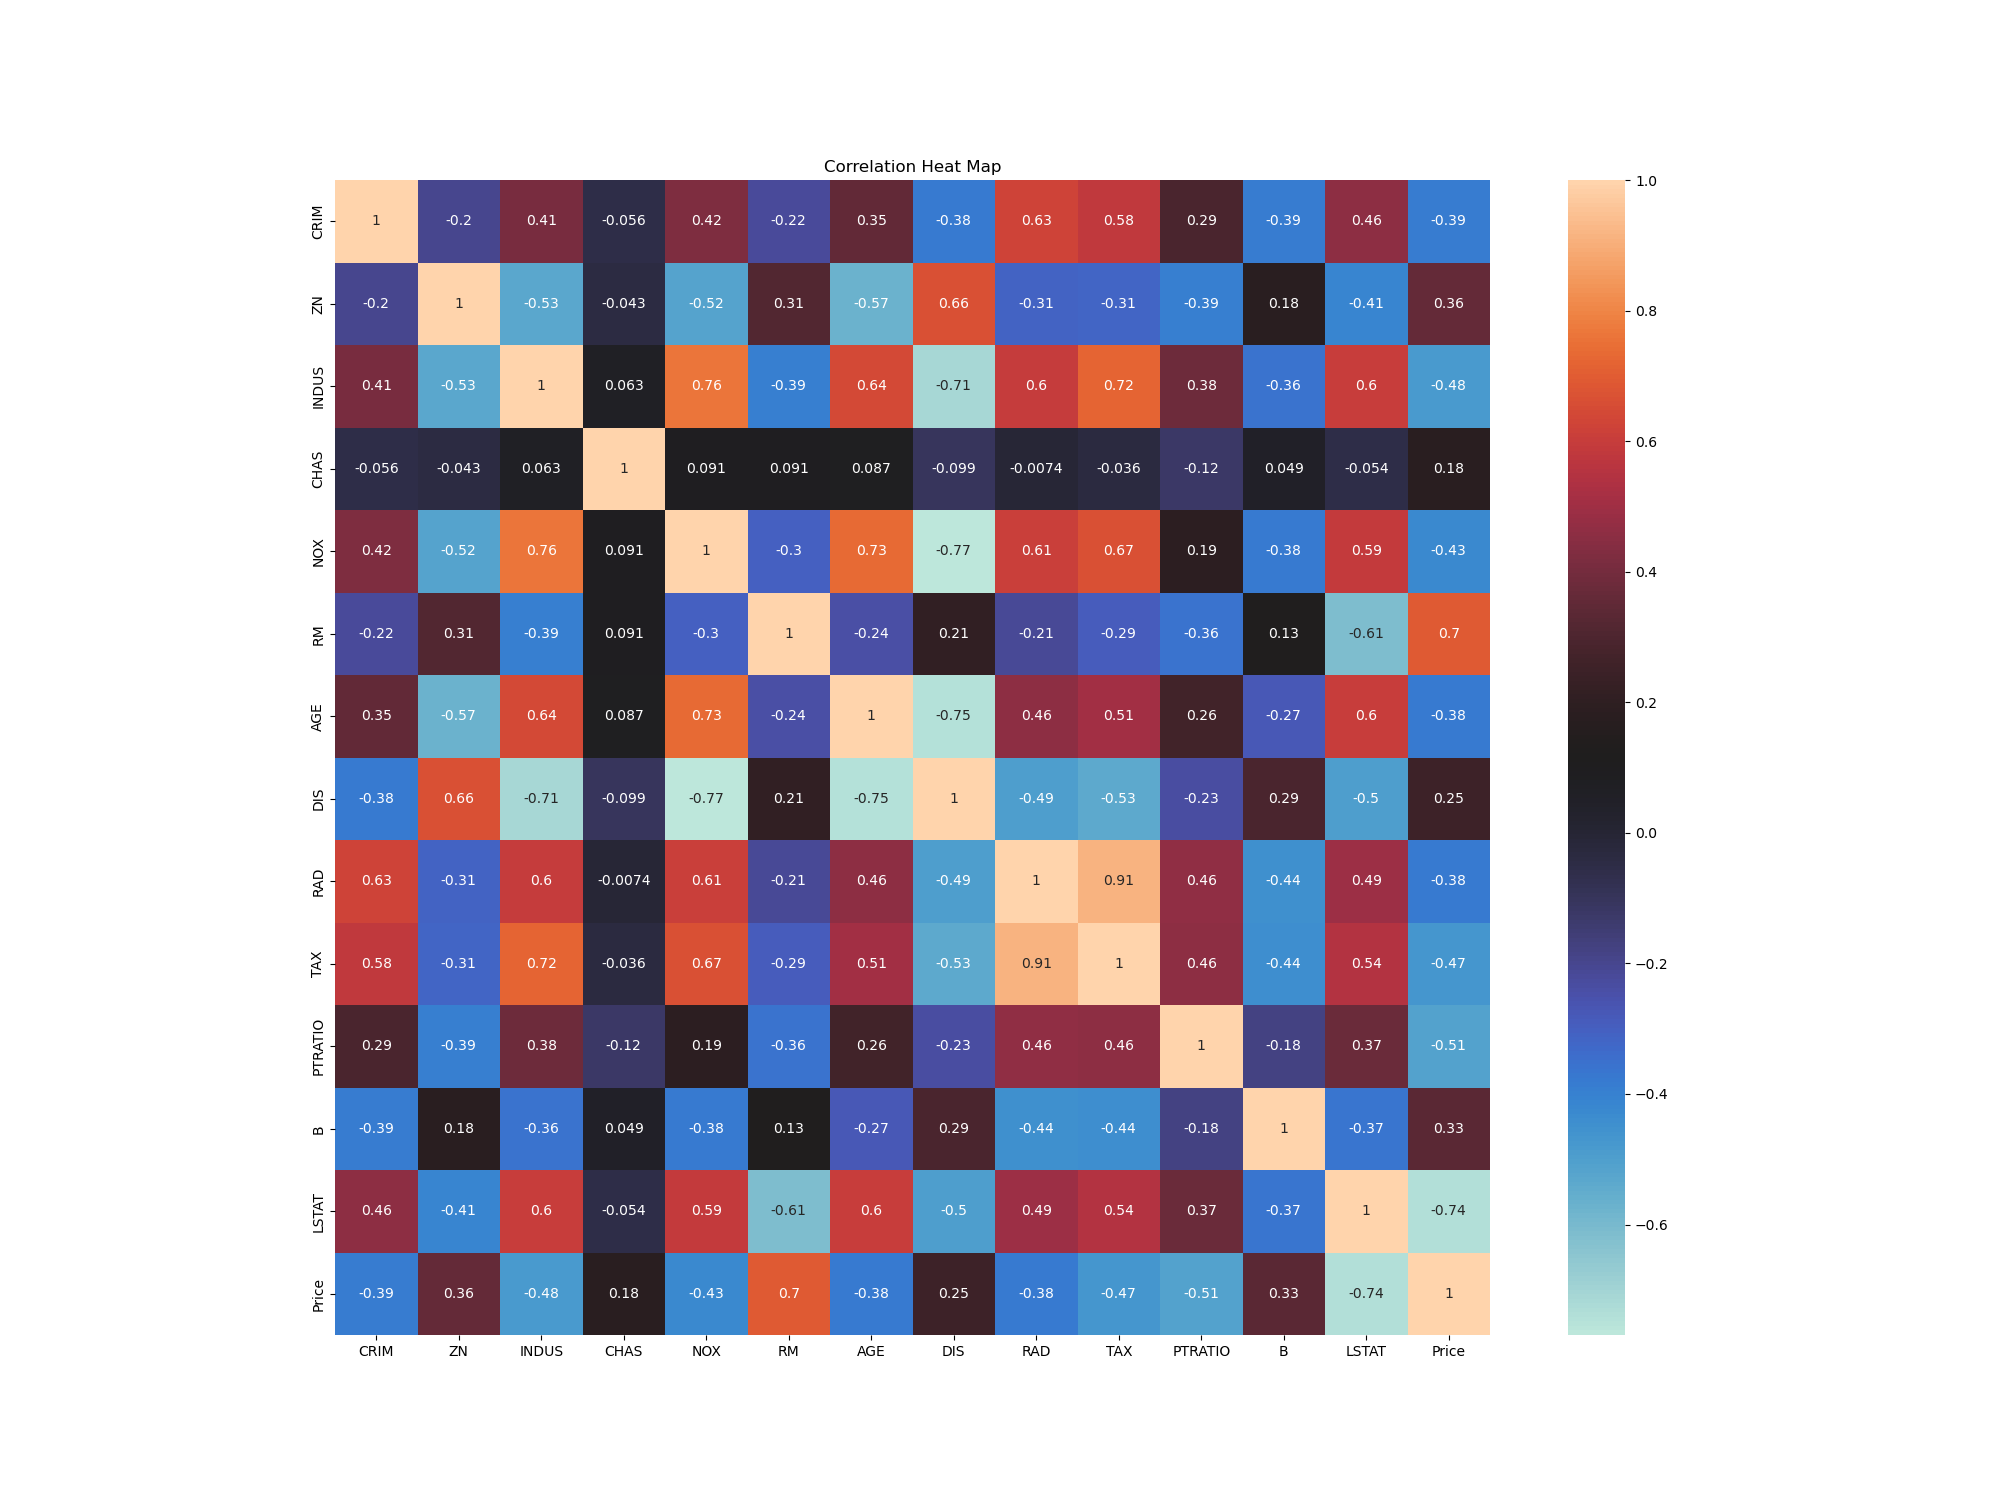 Correlation Heat Map
CRIM 1 -0.2 0.41 -0.056 0.42 -0.22 0.35 -0.38 0.63 0.58 0.29 -0.39 0.46 -0.39
ZN -0.2 1 -0.53 -0.043 -0.52 0.31 -0.57 0.66 -0.31 -0.31 -0.39 0.18 -0.41 0.36
INDUS 0.41 -0.53 1 0.063 0.76 -0.39 0.64 -0.71 0.6 0.72 0.38 -0.36 0.6 -0.48
CHAS -0.056 -0.043 0.063 1 0.091 0.091 0.087 -0.099 -0.0074 -0.036 -0.12 0.049 -0.054 0.18
NOX 0.42 -0.52 0.76 0.091 1 -0.3 0.73 -0.77 0.61 0.67 0.19 -0.38 0.59 -0.43
RM -0.22 0.31 -0.39 0.091 -0.3 1 -0.24 0.21 -0.21 -0.29 -0.36 0.13 -0.61 0.7
AGE 0.35 -0.57 0.64 0.087 0.73 -0.24 1 -0.75 0.46 0.51 0.26 -0.27 0.6 -0.38
DIS -0.38 0.66 -0.71 -0.099 -0.77 0.21 -0.75 1 -0.49 -0.53 -0.23 0.29 -0.5 0.25
RAD 0.63 -0.31 0.6 -0.0074 0.61 -0.21 0.46 -0.49 1 0.91 0.46 -0.44 0.49 -0.38
TAX 0.58 -0.31 0.72 -0.036 0.67 -0.29 0.51 -0.53 0.91 1 0.46 -0.44 0.54 -0.47
PTRATIO 0.29 -0.39 0.38 -0.12 0.19 -0.36 0.26 -0.23 0.46 0.46 1 -0.18 0.37 -0.51
B -0.39 0.18 -0.36 0.049 -0.38 0.13 -0.27 0.29 -0.44 -0.44 -0.18 1 -0.37 0.33
LSTAT 0.46 -0.41 0.6 -0.054 0.59 -0.61 0.6 -0.5 0.49 0.54 0.37 -0.37 1 -0.74
Price -0.39 0.36 -0.48 0.18 -0.43 0.7 -0.38 0.25 -0.38 -0.47 -0.51 0.33 -0.74 1
CRIM ZN INDUS CHAS NOX RM AGE DIS RAD TAX PTRATIO B LSTAT Price
1.0
0.8
0.6
0.4
0.2
0.0
−0.2
−0.4
−0.6